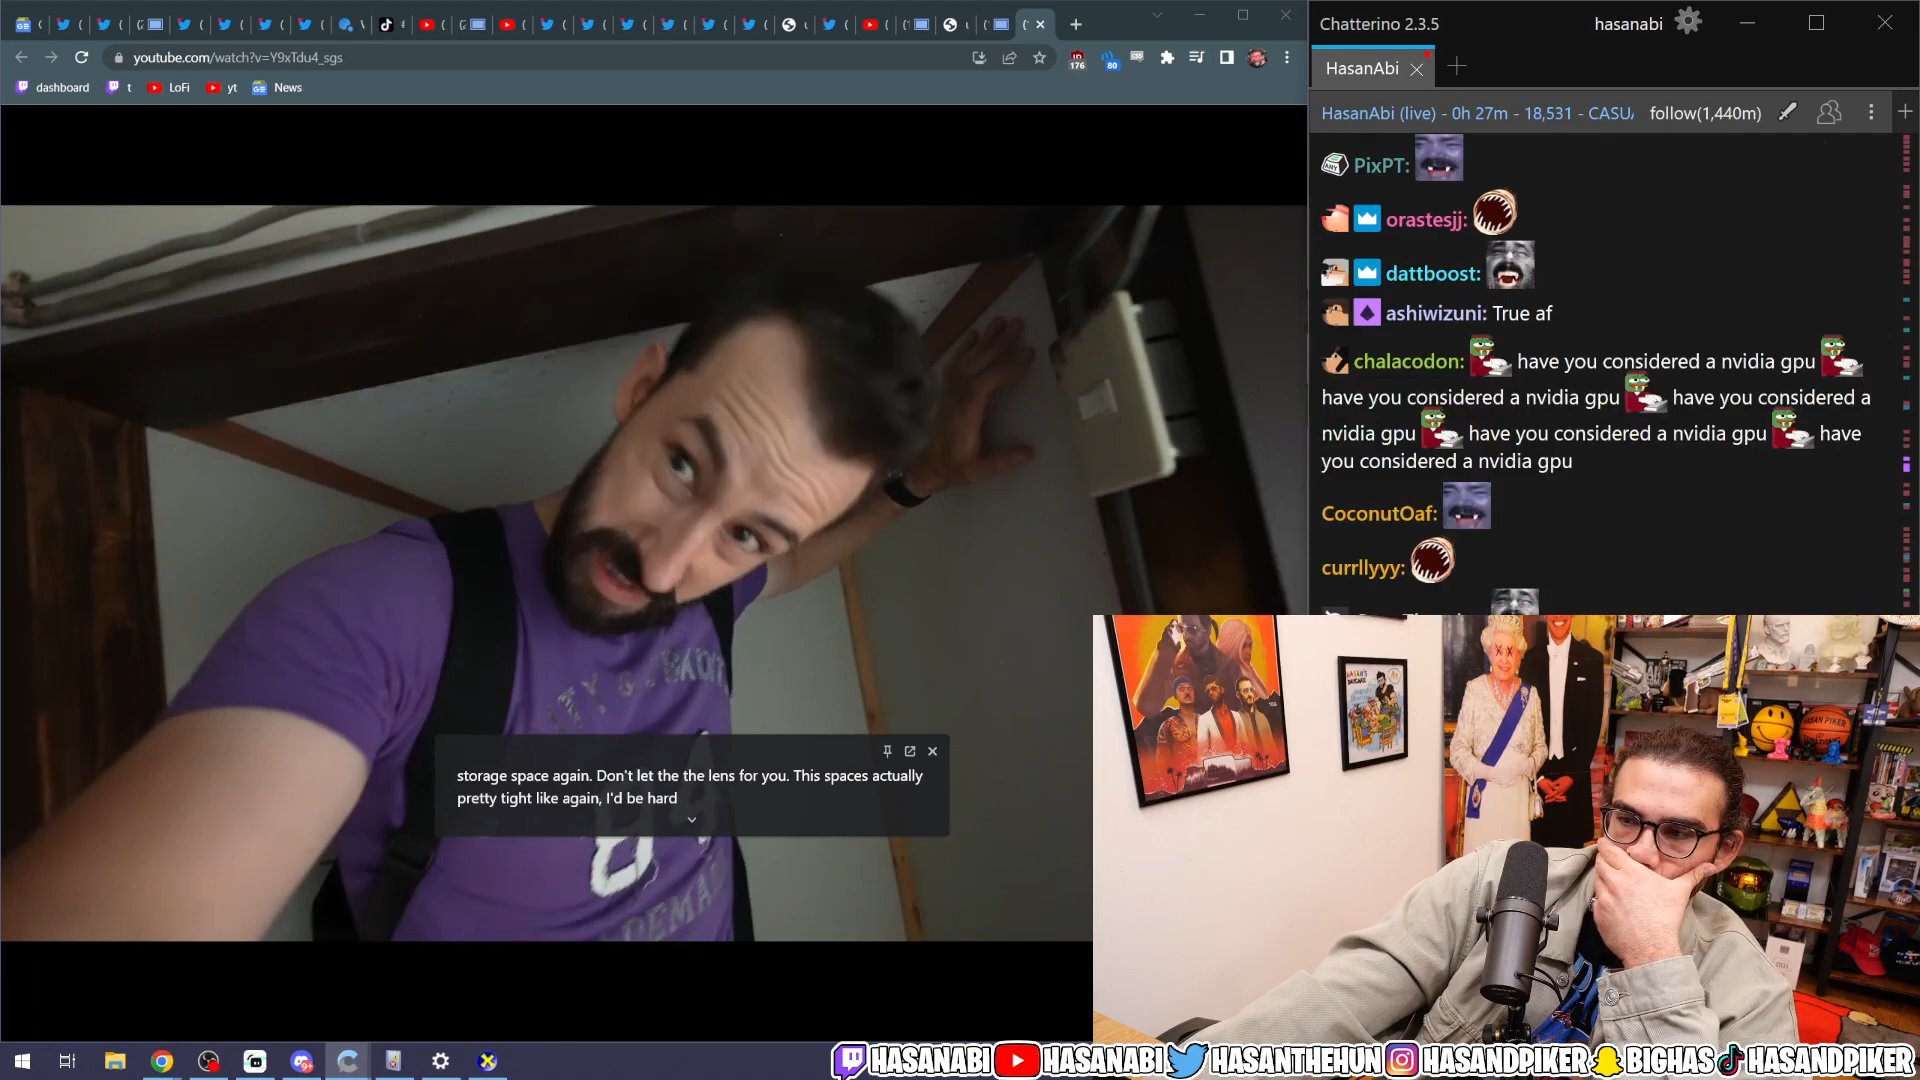 youtube.com/watch?v=Y9xTdu4_sgs
176
80
dashboard
t
LoFi
yt
News
storage space again. Don't let the the lens for you. This spaces actually
pretty tight like again, I'd be hard
Chatterino 2.3.5
hasanabi
HasanAbi
HasanAbi (live) - 0h 27m - 18,531 - CASU
follow(1,440m)
PixPT:
orastesjj:
dattboost:
ashiwizuni: True af
chalacodon: have you considered a nvidia gpu
have you considered a nvidia gpu have you considered a
nvidia gpu have you considered a nvidia gpu have
you considered a nvidia gpu
CoconutOaf:
currllyyy:
HASAN PIKER
HASANABI HASANABI HASANTHEHUN HASANDPIKER BIGHAS HASANDPIKER